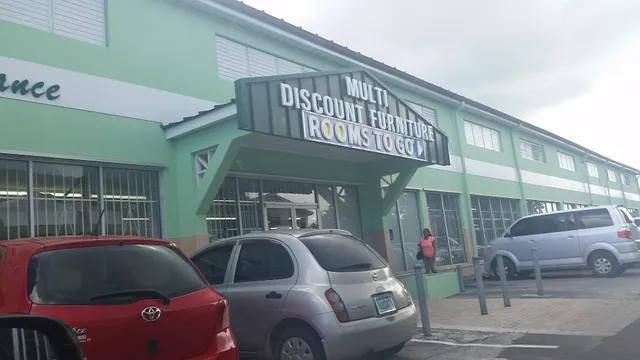 ance
MULTI
DISCOUNT FURNITURE
ROOMS TO GO